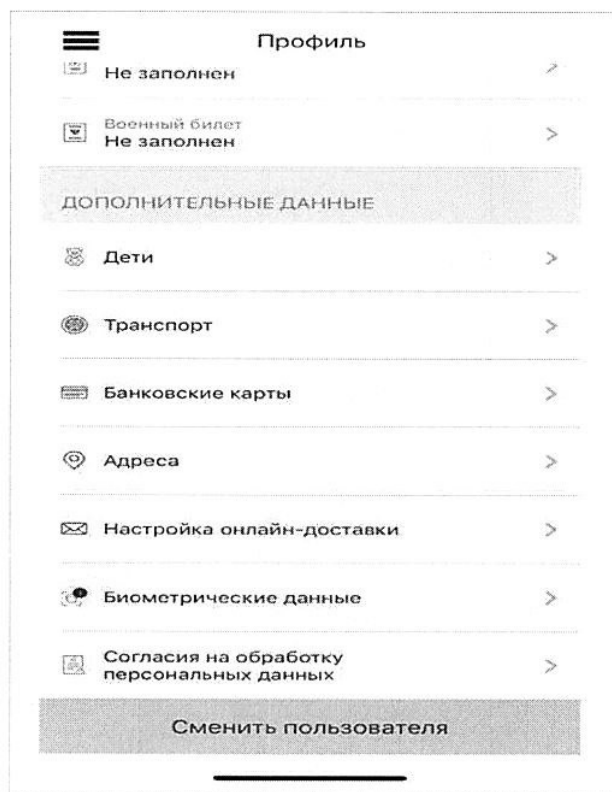 Профиль
Не заполнен
Военный билет
Не заполнен
ДОПОЛНИТЕЛЬНЫЕ ДАННЫЕ
Дети
Транспорт
Банковские карты
Адреса
Настройка онлайн-доставки
Биометрические данные
Согласия на обработку
персональных данных
Сменить пользователя